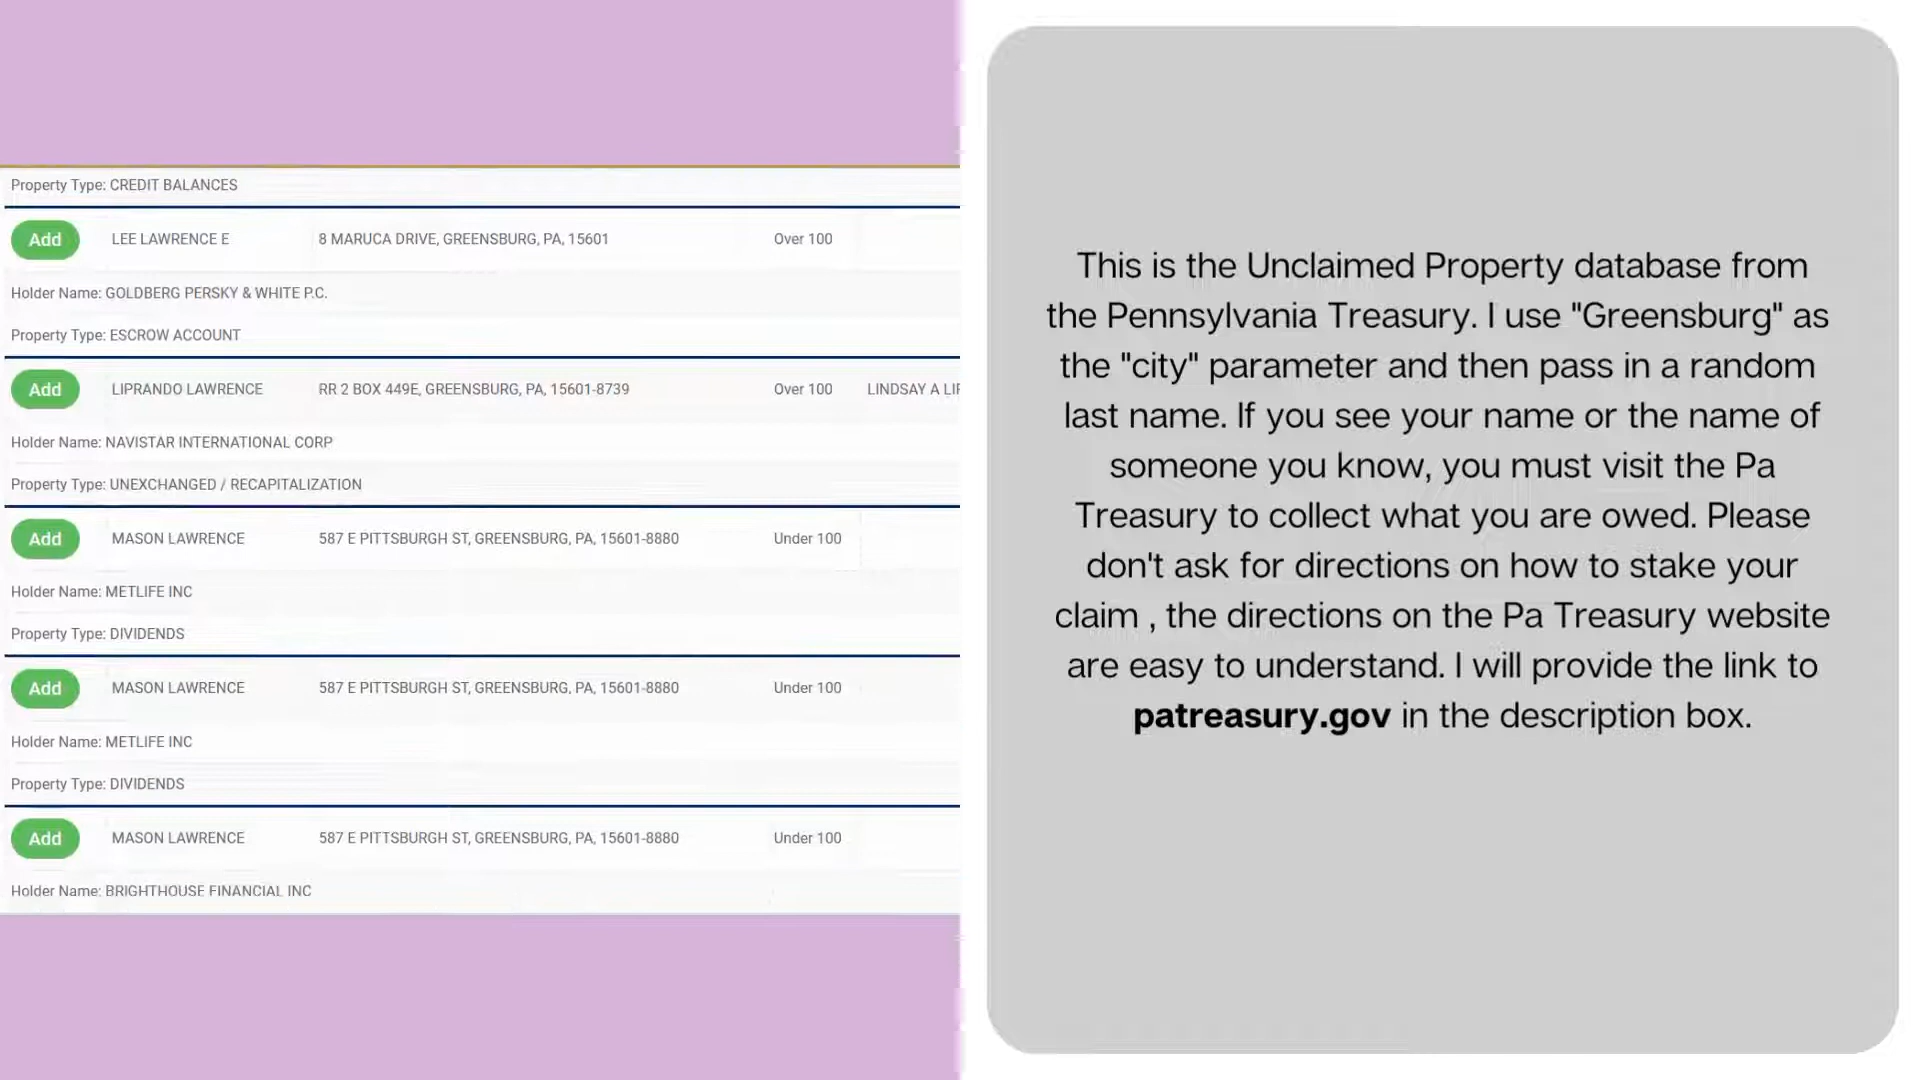 Property Type: CREDIT BALANCES
Add LEE LAWRENCE E 8 MARUCA DRIVE, GREENSBURG, PA, 15601 Over 100
Holder Name: GOLDBERG PERSKY & WHITE P.C.
Property Type: ESCROW ACCOUNT
Add LIPRANDO LAWRENCE RR 2 BOX 449E, GREENSBURG, PA, 15601-8739 Over 100 LINDSAY A LIP
Holder Name: NAVISTAR INTERNATIONAL CORP
Property Type: UNEXCHANGED / RECAPITALIZATION
Add MASON LAWRENCE 587 E PITTSBURGH ST, GREENSBURG, PA, 15601-8880 Under 100
Holder Name: METLIFE INC
Property Type: DIVIDENDS
Add MASON LAWRENCE 587 E PITTSBURGH ST, GREENSBURG, PA, 15601-8880 Under 100
Holder Name: METLIFE INC
Property Type: DIVIDENDS
Add MASON LAWRENCE 587 E PITTSBURGH ST, GREENSBURG, PA, 15601-8880 Under 100
Holder Name: BRIGHTHOUSE FINANCIAL INC
This is the Unclaimed Property database from
the Pennsylvania Treasury. I use "Greensburg" as
the "city" parameter and then pass in a random
last name. If you see your name or the name of
someone you know, you must visit the Pa
Treasury to collect what you are owed. Please
don't ask for directions on how to stake your
claim , the directions on the Pa Treasury website
are easy to understand. I will provide the link to
patreasury.gov in the description box.